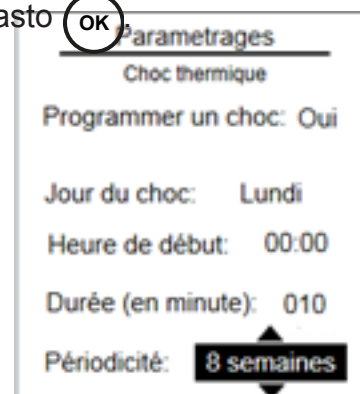 asto OK.
Parametrages
Choc thermique
Programmer un choc: Oui
Jour du choc: Lundi
Heure de début: 00:00
Durée (en minute): 010
Périodicité: 8 semaines